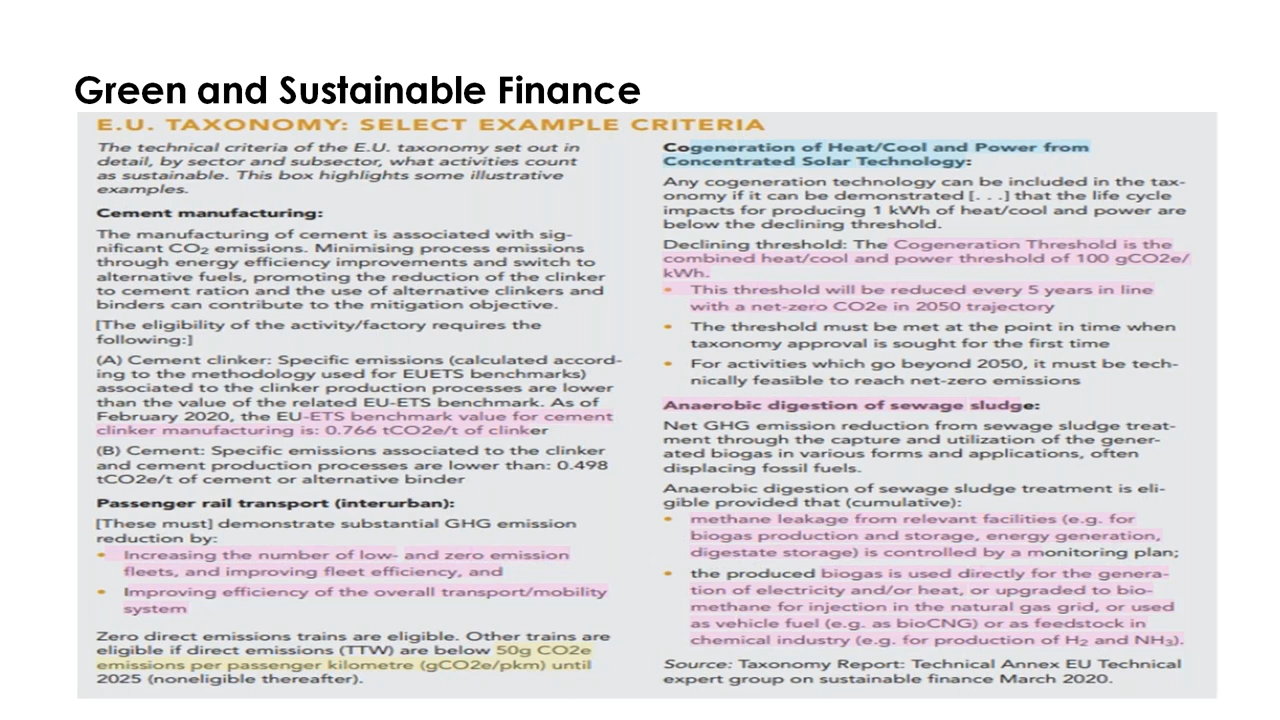 Green and Sustainable Finance
E.U. TAXONOMY: SELECT EXAMPLE CRITERIA
The technical criteria of the E.U. taxonomy set out in
detail, by sector and subsector, what activities count
as sustainable. This box highlights some illustrative
examples.
Cement manufacturing:
The manufacturing of cement is associated with sig-
nificant CO₂ emissions. Minimising process emissions
through energy efficiency improvements and switch to
alternative fuels, promoting the reduction of the clinker
to cement ration and the use of alternative clinkers and
binders can contribute to the mitigation objective.
[The eligibility of the activity/factory requires the
following:]
(A) Cement clinker: Specific emissions (calculated accord-
ing to the methodology used for EUETS benchmarks)
associated to the clinker production processes are lower
than the value of the related EU-ETS benchmark. As of
February 2020, the EU-ETS benchmark value for cement
clinker manufacturing is: 0.766 tCO2e/t of clinker
(B) Cement: Specific emissions associated to the clinker
and cement production processes are lower than: 0.498
tCO2e/t of cement or alternative binder
Passenger rail transport (interurban):
[These must] demonstrate substantial GHG emission
reduction by:
• Increasing the number of low- and zero emission
fleets, and improving fleet efficiency, and
• Improving efficiency of the overall transport/mobility
system
Zero direct emissions trains are eligible. Other trains are
eligible if direct emissions (TTW) are below 50g CO2e
emissions per passenger kilometre (gCO2e/pkm) until
2025 (noneligible thereafter).
Cogeneration of Heat/Cool and Power from
Concentrated Solar Technology:
Any cogeneration technology can be included in the tax-
onomy if it can be demonstrated [. . .] that the life cycle
impacts for producing 1 kWh of heat/cool and power are
below the declining threshold.
Declining threshold: The Cogeneration Threshold is the
combined heat/cool and power threshold of 100 gCO2e/
kWh.
• This threshold will be reduced every 5 years in line
with a net-zero CO2e in 2050 trajectory
• The threshold must be met at the point in time when
taxonomy approval is sought for the first time
• For activities which go beyond 2050, it must be tech-
nically feasible to reach net-zero emissions
Anaerobic digestion of sewage sludge:
Net GHG emission reduction from sewage sludge treat-
ment through the capture and utilization of the gener-
ated biogas in various forms and applications, often
displacing fossil fuels.
Anaerobic digestion of sewage sludge treatment is eli-
gible provided that (cumulative):
• methane leakage from relevant facilities (e.g. for
biogas production and storage, energy generation,
digestate storage) is controlled by a monitoring plan;
• the produced biogas is used directly for the genera-
tion of electricity and/or heat, or upgraded to bio-
methane for injection in the natural gas grid, or used
as vehicle fuel (e.g. as bioCNG) or as feedstock in
chemical industry (e.g. for production of H₂ and NH₃).
Source: Taxonomy Report: Technical Annex EU Technical
expert group on sustainable finance March 2020.